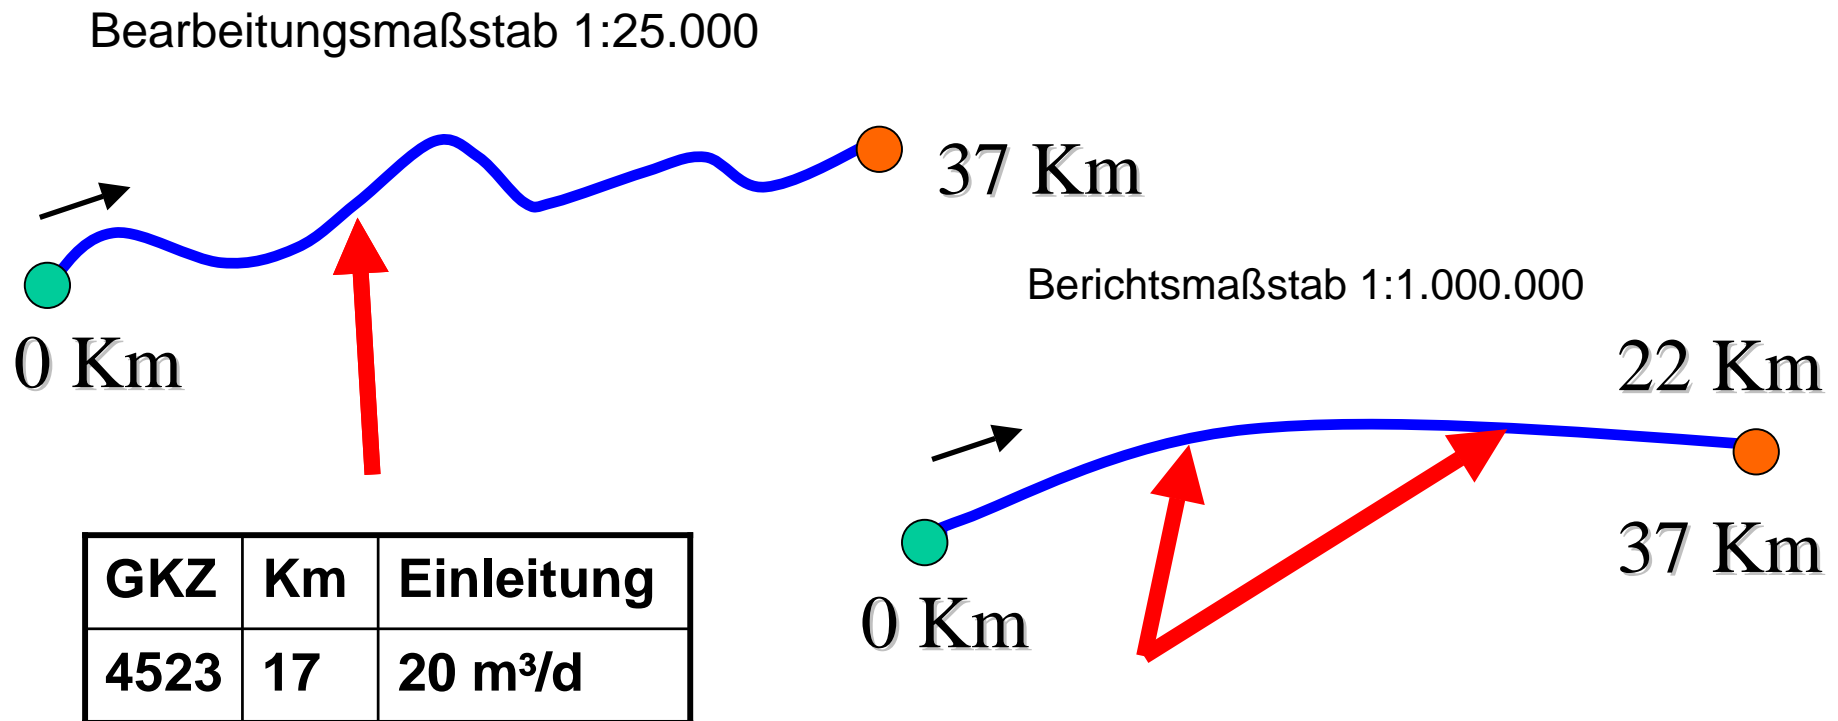 Bearbeitungsmaßstab 1:25.000
37 Km
0 Km
Berichtsmaßstab 1:1.000.000
22 Km
37 Km
0 Km
GKZ Km Einleitung
4523 17 20 m³/d